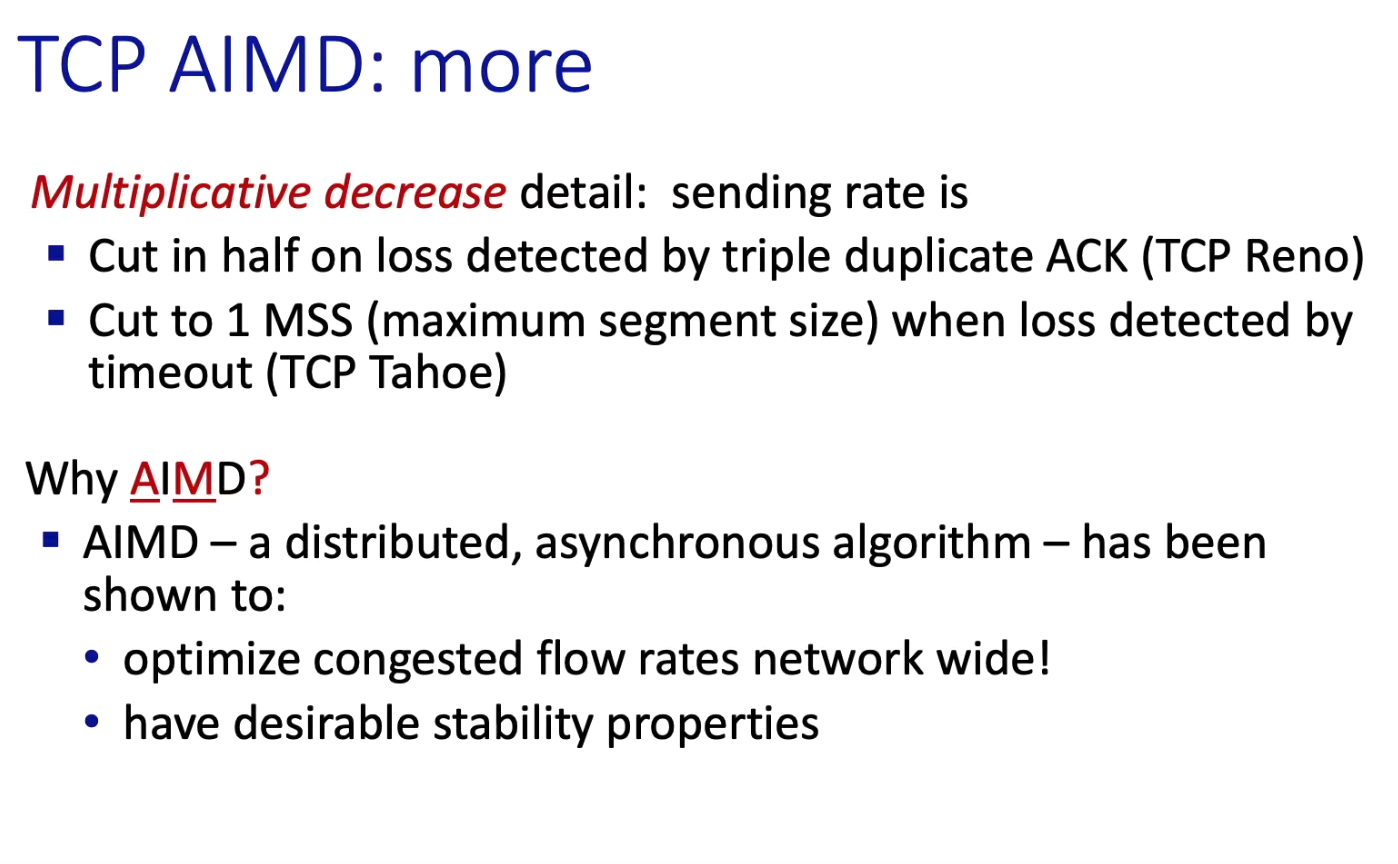 TCP AIMD: more
Multiplicative decrease detail:  sending rate is
▪ Cut in half on loss detected by triple duplicate ACK (TCP Reno)
▪ Cut to 1 MSS (maximum segment size) when loss detected by
timeout (TCP Tahoe)
Why AIMD?
▪ AIMD – a distributed, asynchronous algorithm – has been
shown to:
• optimize congested flow rates network wide!
• have desirable stability properties